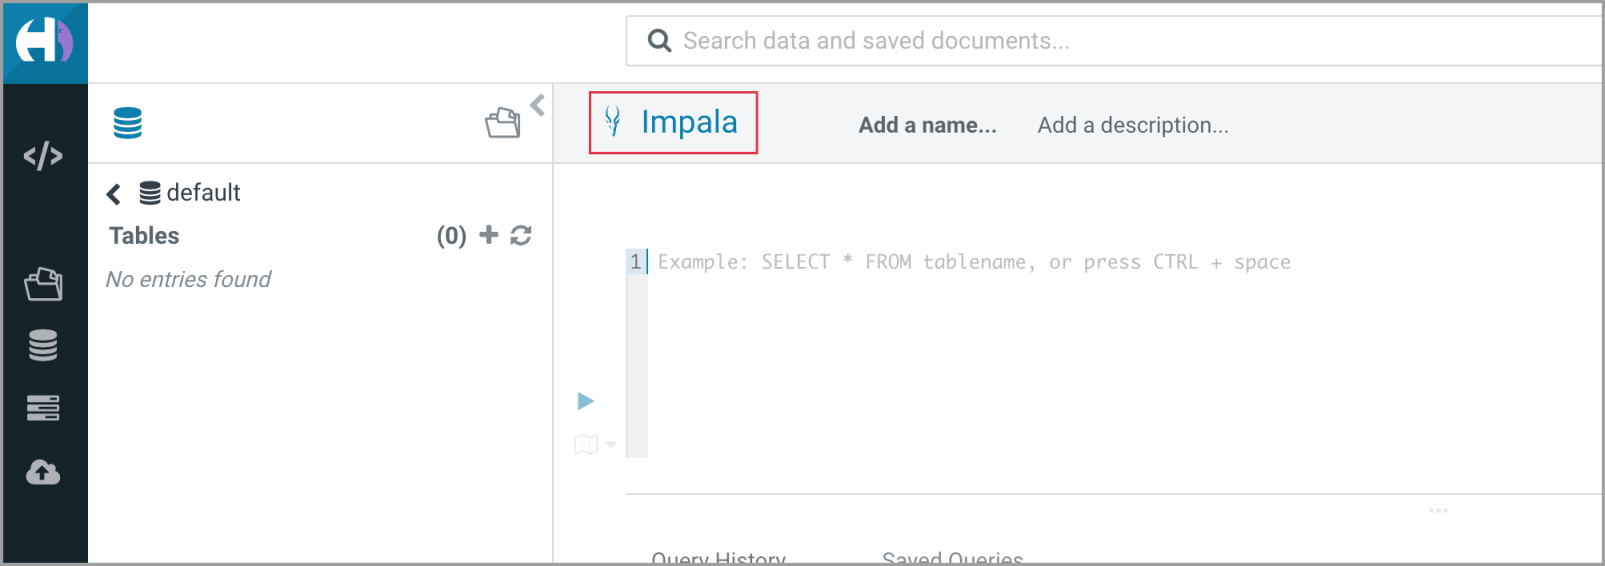 Search data and saved documents...
Impala
Add a name...
Add a description...
default
Tables (0)
No entries found
1 Example: SELECT * FROM tablename, or press CTRL + space
Query History
Saved Queries